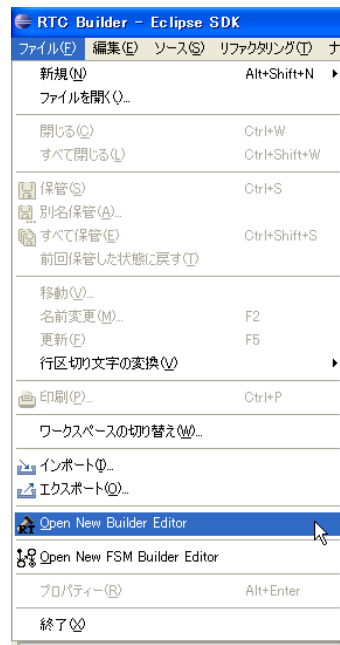 RTC Builder - Eclipse SDK
ファイル(F) 編集(E) ソース(S) リファクタリング(T) ナ
新規(N) Alt+Shift+N
ファイルを開く()...
閉じる(C) Ctrl+W
すべて閉じる(L) Ctrl+Shift+W
保管(S) Ctrl+S
別名保管(A)...
すべて保管(E) Ctrl+Shift+S
前回保管した状態に戻す(T)
移動(V)...
名前変更(M)... F2
更新(F) F5
行区切り文字の変換(V)
印刷(P)... Ctrl+P
ワークスペースの切り替え(W)...
インポート(I)...
エクスポート(O)...
Open New Builder Editor
Open New FSM Builder Editor
プロパティー(R) Alt+Enter
終了(X)